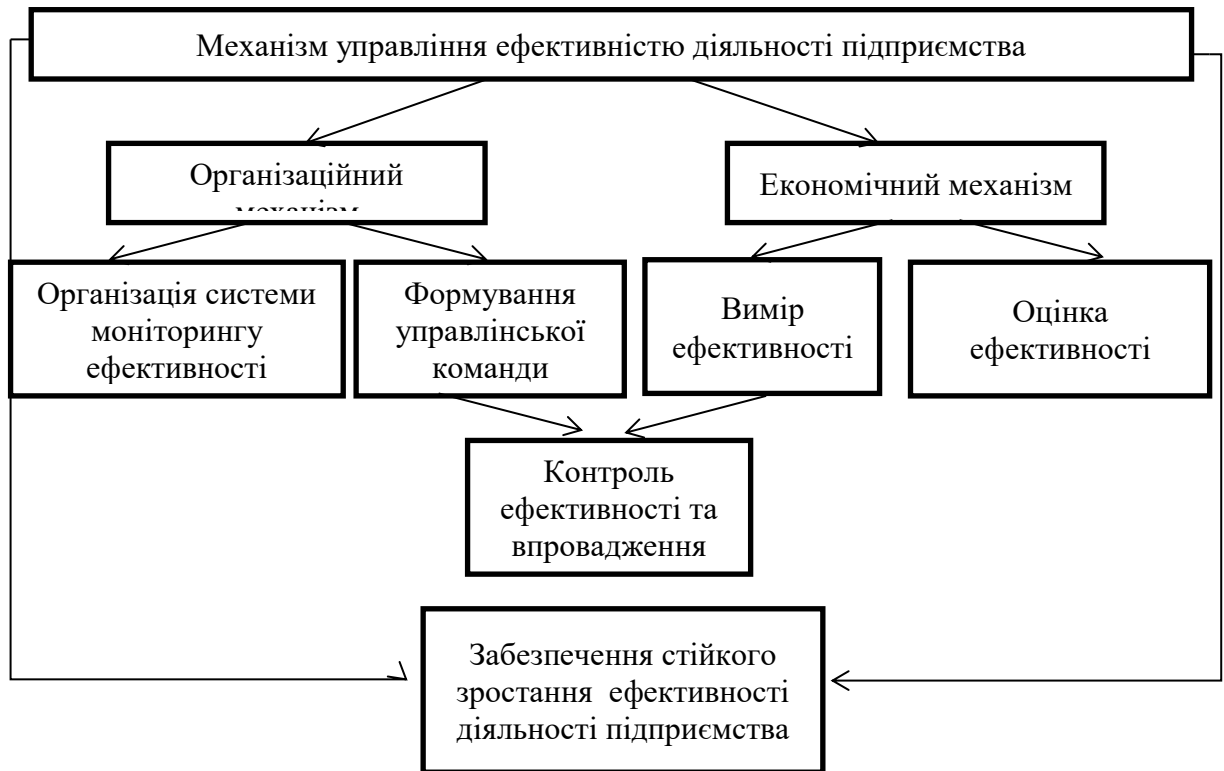 Механізм управління ефективністю діяльності підприємства
Організаційний
механізм
Економічний механізм
Організація системи
моніторингу
ефективності
Формування
управлінської
команди
Вимір
ефективності
Оцінка
ефективності
Контроль
ефективності та
впровадження
Забезпечення стійкого
зростання ефективності
діяльності підприємства